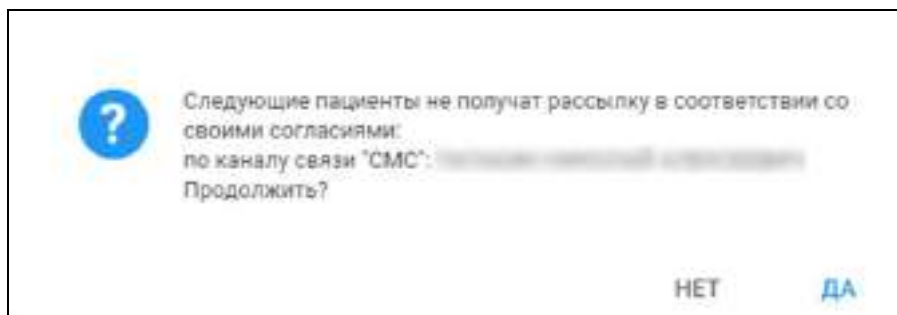 ?
Следующие пациенты не получат рассылку в соответствии со
своими согласиями:
по каналу связи "СМС":
Продолжить?
НЕТ ДА